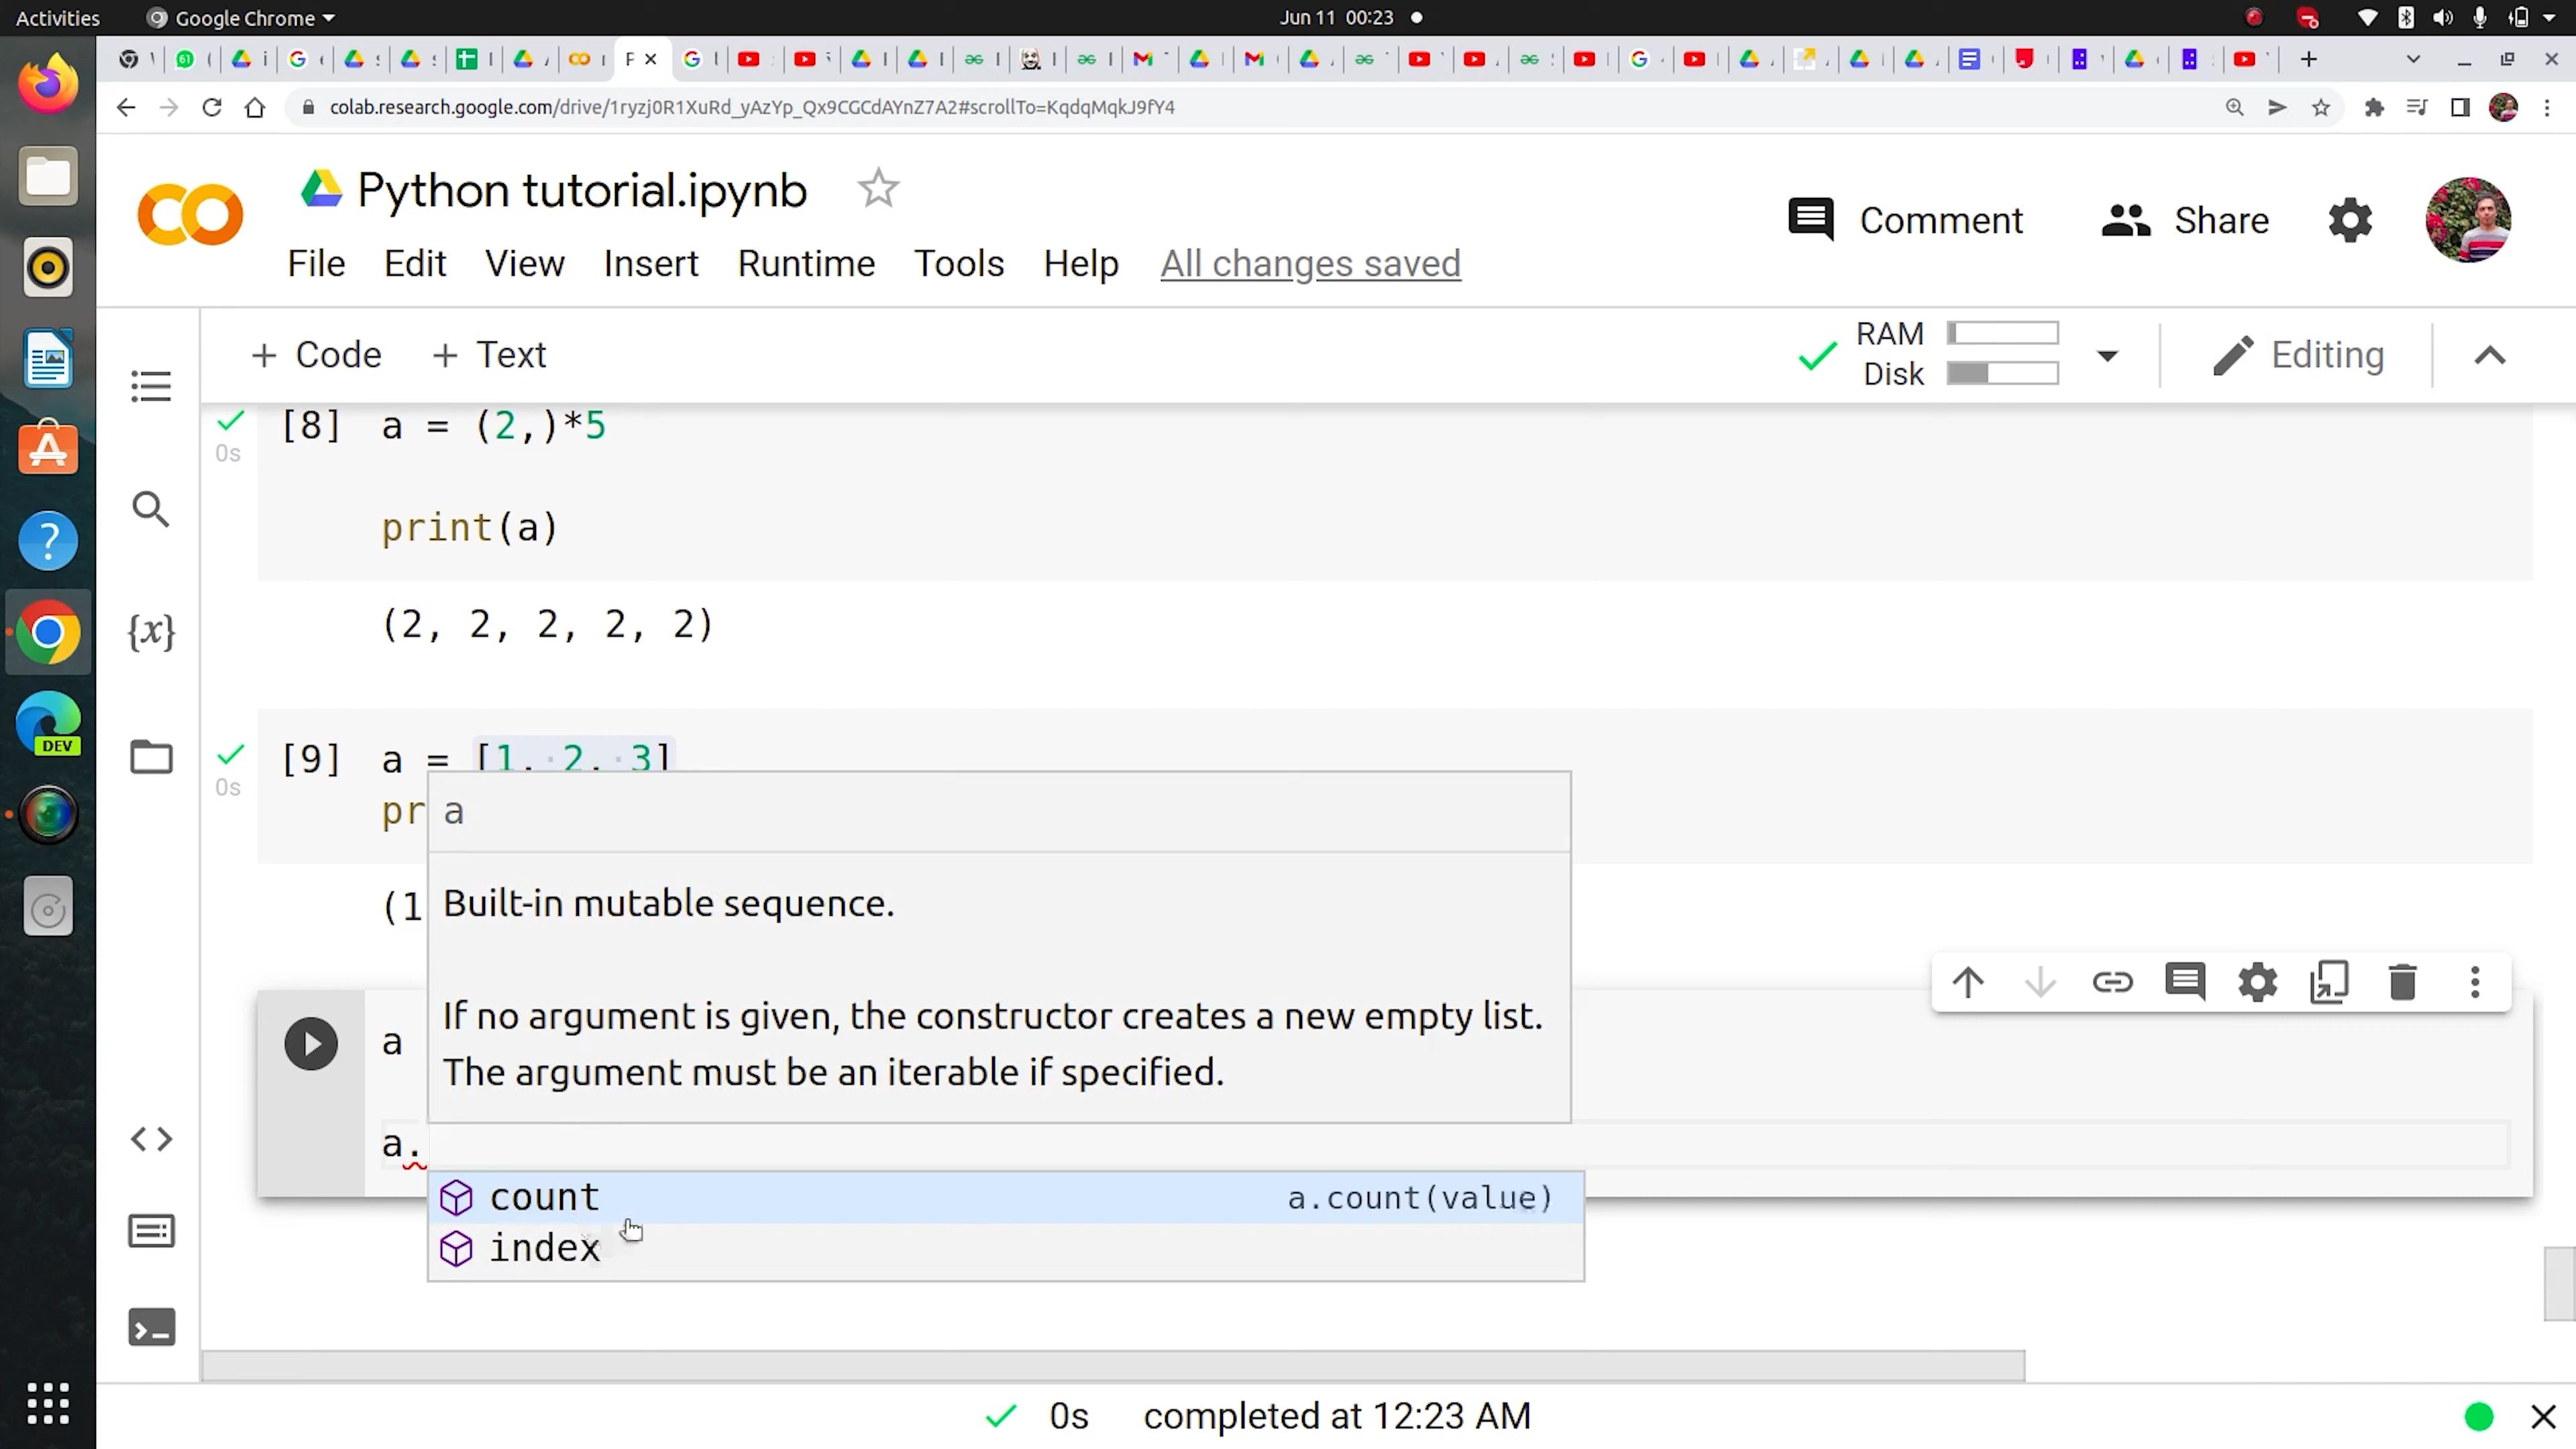 Activities Google Chrome Jun 11 00:23
colab.research.google.com/drive/1ryzj0R1XuRd_yAzYp_Qx9CGCdAYnZ7A2#scrollTo=KqdqMqkJ9fY4
Python tutorial.ipynb
Comment Share
File Edit View Insert Runtime Tools Help All changes saved
+ Code + Text
RAM
Disk
Editing
[8] a = (2,)*5
0s
print(a)
(2, 2, 2, 2, 2)
[9] a = [1, 2, 3]
0s
pr
a
(1
Built-in mutable sequence.
If no argument is given, the constructor creates a new empty list.
The argument must be an iterable if specified.
a
a.
count a.count(value)
index
{x}
DEV
0s completed at 12:23 AM